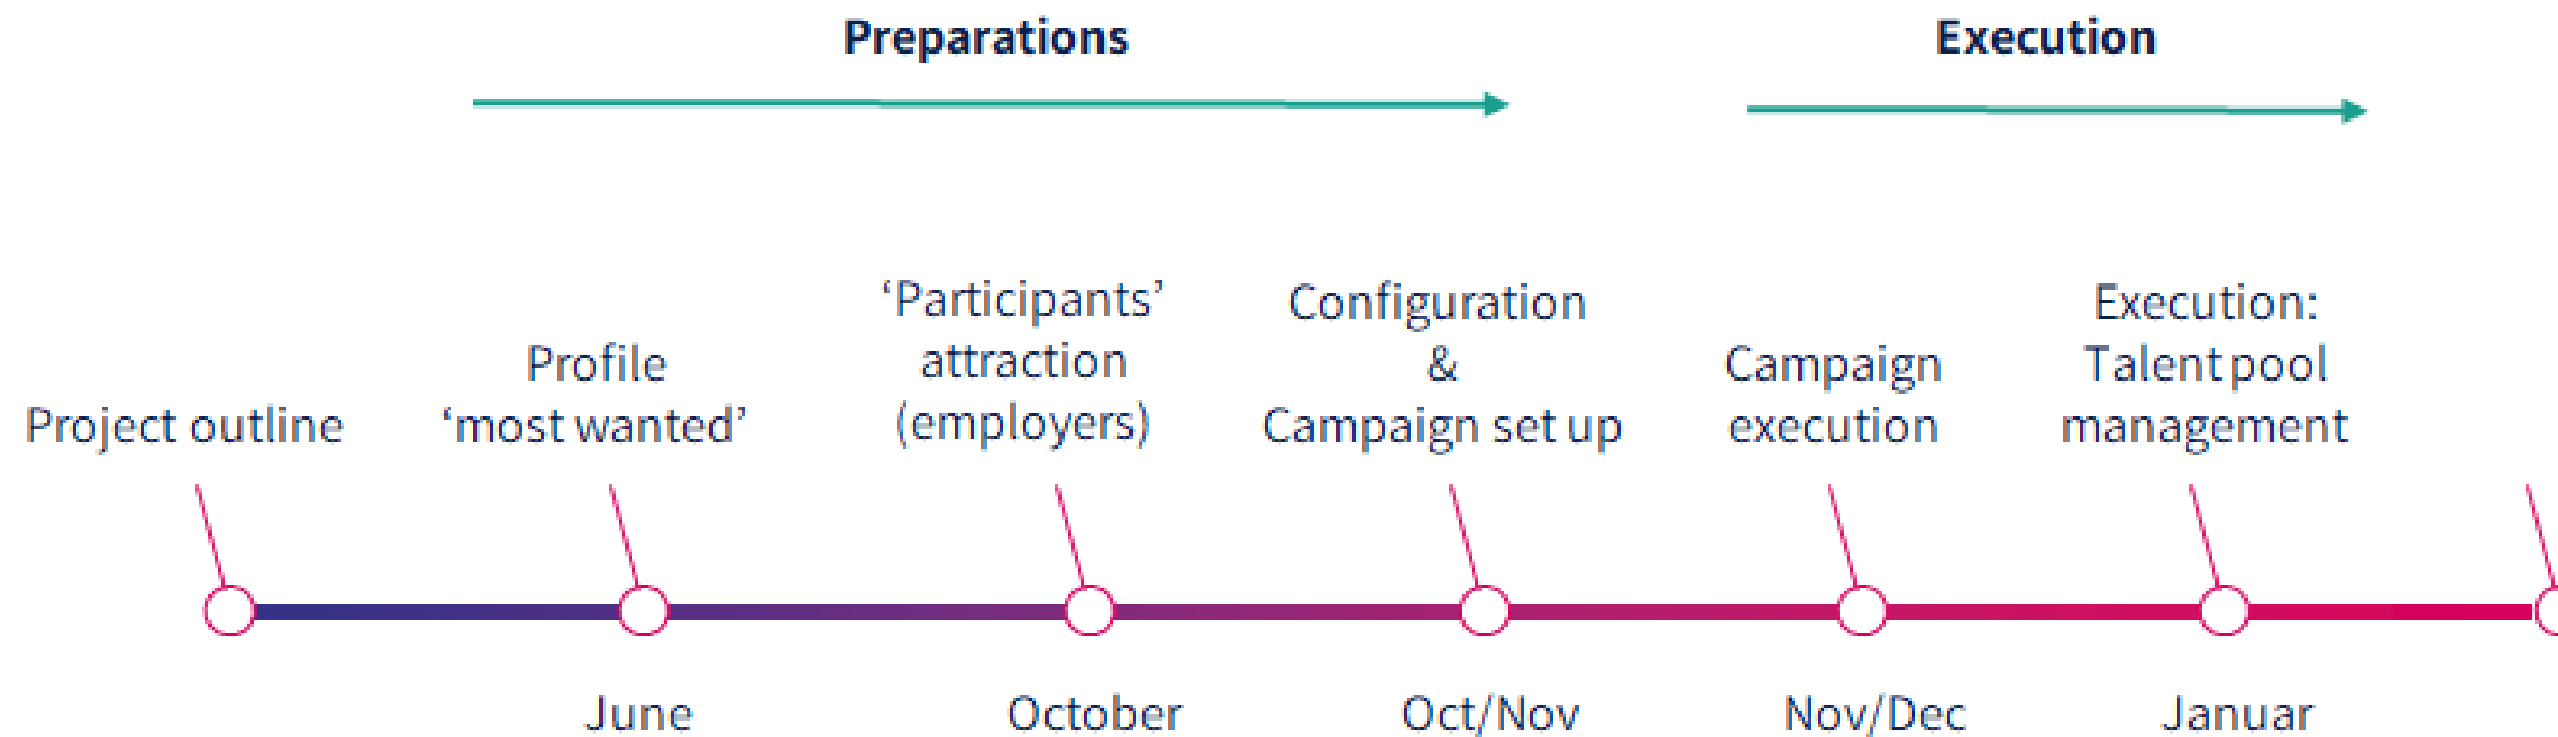 Preparations
Execution
Project outline
Profile
‘most wanted’
‘Participants’
attraction
(employers)
Configuration
&
Campaign set up
Campaign
execution
Execution:
Talent pool
management
June
October
Oct/Nov
Nov/Dec
Januar